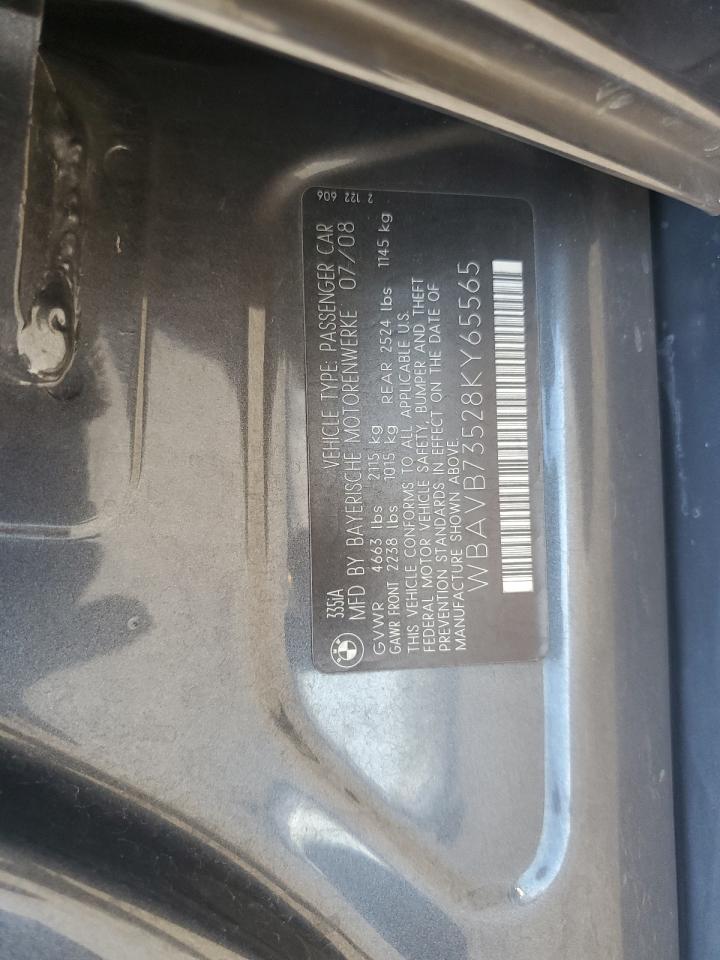 335iA VEHICLE TYPE: PASSENGER CAR
MFD BY BAYERISCHE MOTORENWERKE 07/08
GVWR 4663 lbs 2115 kg
GAWR FRONT 2238 lbs 1015 kg REAR 2524 lbs 1145 kg
THIS VEHICLE CONFORMS TO ALL APPLICABLE U.S.
FEDERAL MOTOR VEHICLE SAFETY, BUMPER AND THEFT
PREVENTION STANDARDS IN EFFECT ON THE DATE OF
MANUFACTURE SHOWN ABOVE.
WBAVB73528KY65565
2 122 606